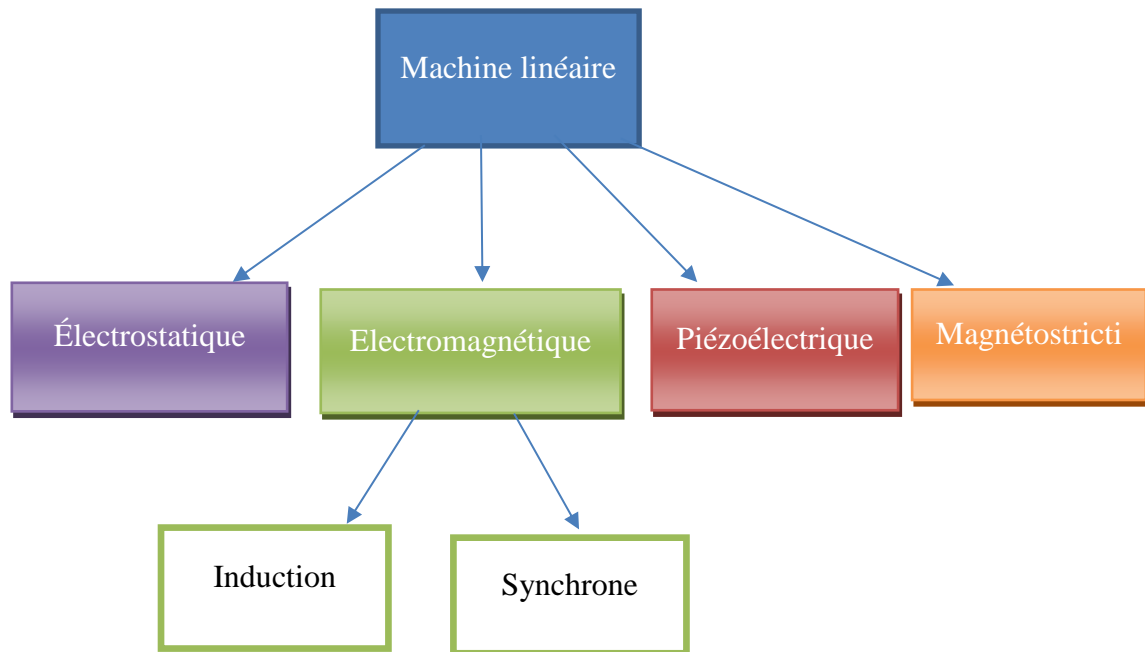 Machine linéaire
Électrostatique
Electromagnétique
Piézoélectrique
Magnétostricti
Induction
Synchrone